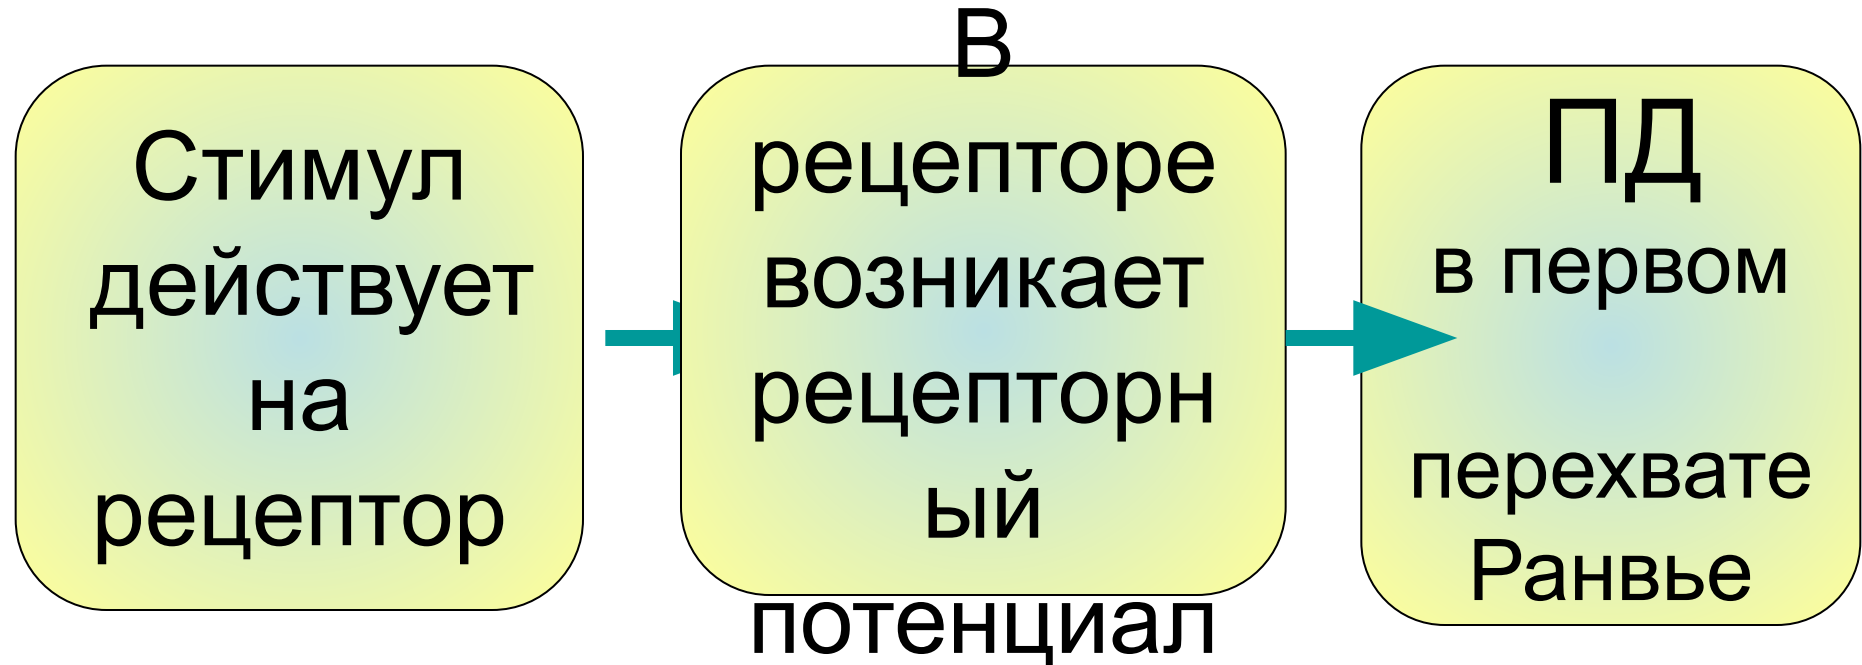 Стимул
действует
на
рецептор
В
рецепторе
возникает
рецепторн
ый
потенциал
ПД
в первом
перехвате
Ранвье